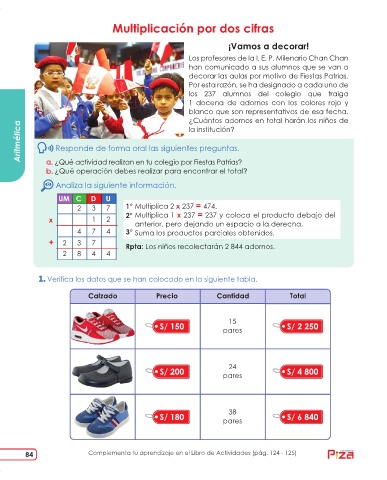 Multiplicación por dos cifras
¡Vamos a decorar!
Los profesores de la I. E. P. Milenario Chan Chan
han comunicado a sus alumnos que se van a
decorar las aulas por motivo de Fiestas Patrias.
Por esta razón, se ha designado a cada uno de
los 237 alumnos del colegio que traiga
1 docena de adornos con los colores rojo y
blanco que son representativos de esa fecha.
¿Cuántos adornos en total harán los niños de
la institución?
Aritmética
Responde de forma oral las siguientes preguntas.
a. ¿Qué actividad realizan en tu colegio por Fiestas Patrias?
b. ¿Qué operación debes realizar para encontrar el total?
Analiza la siguiente información.
UM C D U
2 3 7
x 1 2
4 7 4
+ 2 3 7
2 8 4 4
1° Multiplica 2 x 237 = 474.
2° Multiplica 1 x 237 = 237 y coloca el producto debajo del
anterior, pero dejando un espacio a la derecha.
3° Suma los productos parciales obtenidos.
Rpta: Los niños recolectarán 2 844 adornos.
1. Verifica los datos que se han colocado en la siguiente tabla.
Calzado Precio Cantidad Total
S/ 150 15 pares S/ 2 250
S/ 200 24 pares S/ 4 800
S/ 180 38 pares S/ 6 840
84 Complementa tu aprendizaje en el Libro de Actividades (pág. 124 - 125)